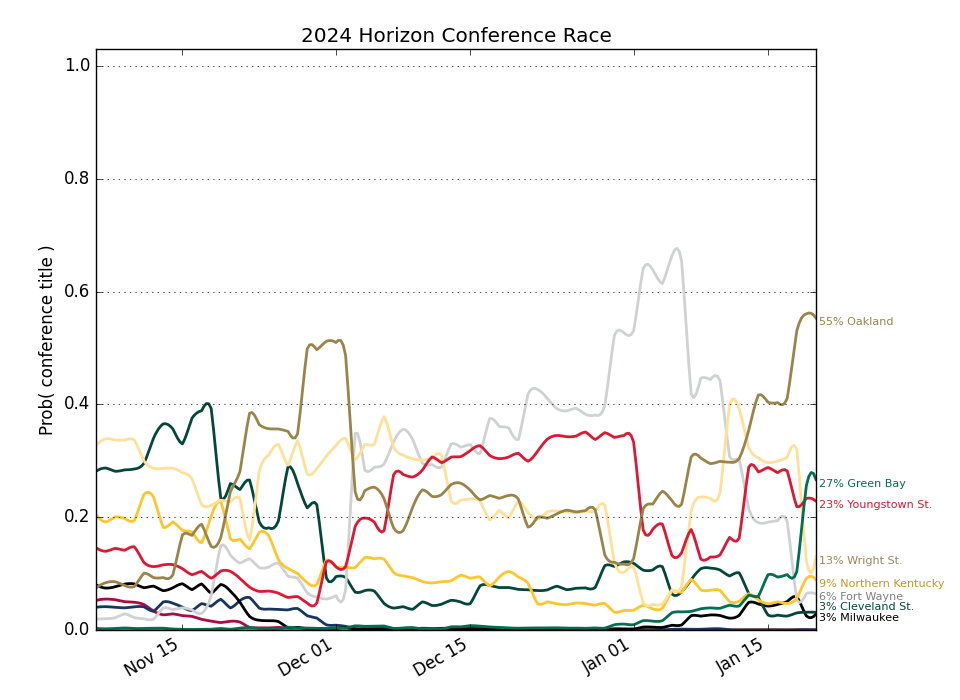 2024 Horizon Conference Race
Prob( conference title )
1.0
0.8
0.6
0.4
0.2
0.0
Nov 15
Dec 01
Dec 15
Jan 01
Jan 15
55% Oakland
27% Green Bay
23% Youngstown St.
13% Wright St.
9% Northern Kentucky
6% Fort Wayne
3% Cleveland St.
3% Milwaukee